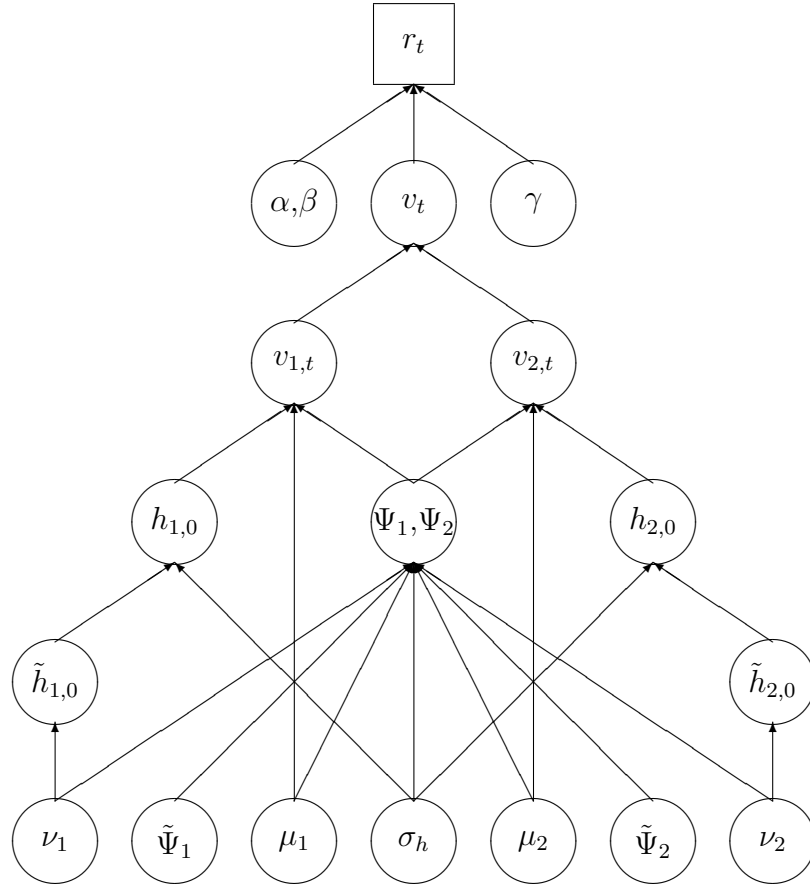 r_t
α,β v_t γ
v_{1,t} v_{2,t}
h_{1,0} Ψ_1,Ψ_2 h_{2,0}
h̃_{1,0} h̃_{2,0}
ν_1 Ψ̃_1 μ_1 σ_h μ_2 Ψ̃_2 ν_2